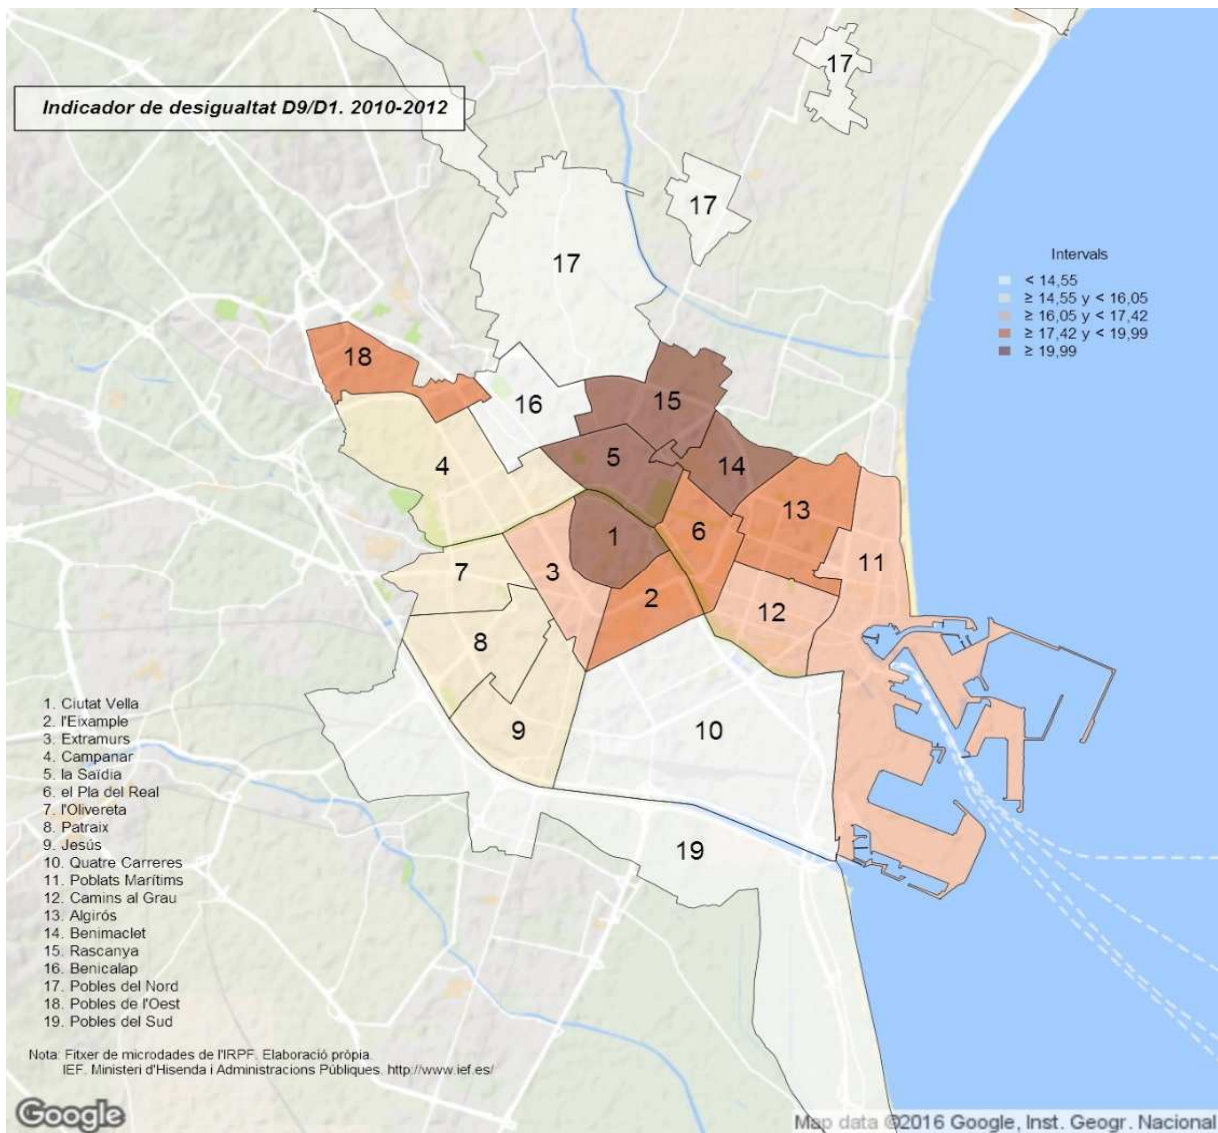 Indicador de desigualtat D9/D1. 2010-2012
17
17
17
Intervals
< 14,55
≥ 14,55 y < 16,05
≥ 16,05 y < 17,42
≥ 17,42 y < 19,99
≥ 19,99
18
16
15
4
5
14
13
6
1
11
7
3
2
12
8
9
10
19
1. Ciutat Vella
2. l'Eixample
3. Extramurs
4. Campanar
5. la Saïdia
6. el Pla del Real
7. l'Olivereta
8. Patraix
9. Jesús
10. Quatre Carreres
11. Poblats Marítims
12. Camins al Grau
13. Algirós
14. Benimaclet
15. Rascanya
16. Benicalap
17. Pobles del Nord
18. Pobles de l'Oest
19. Pobles del Sud
Nota: Fitxer de microdades de l'IRPF. Elaboració pròpia.
IEF. Ministeri d'Hisenda i Administracions Públiques. http://www.ief.es/
Google
Map data ©2016 Google, Inst. Geogr. Nacional